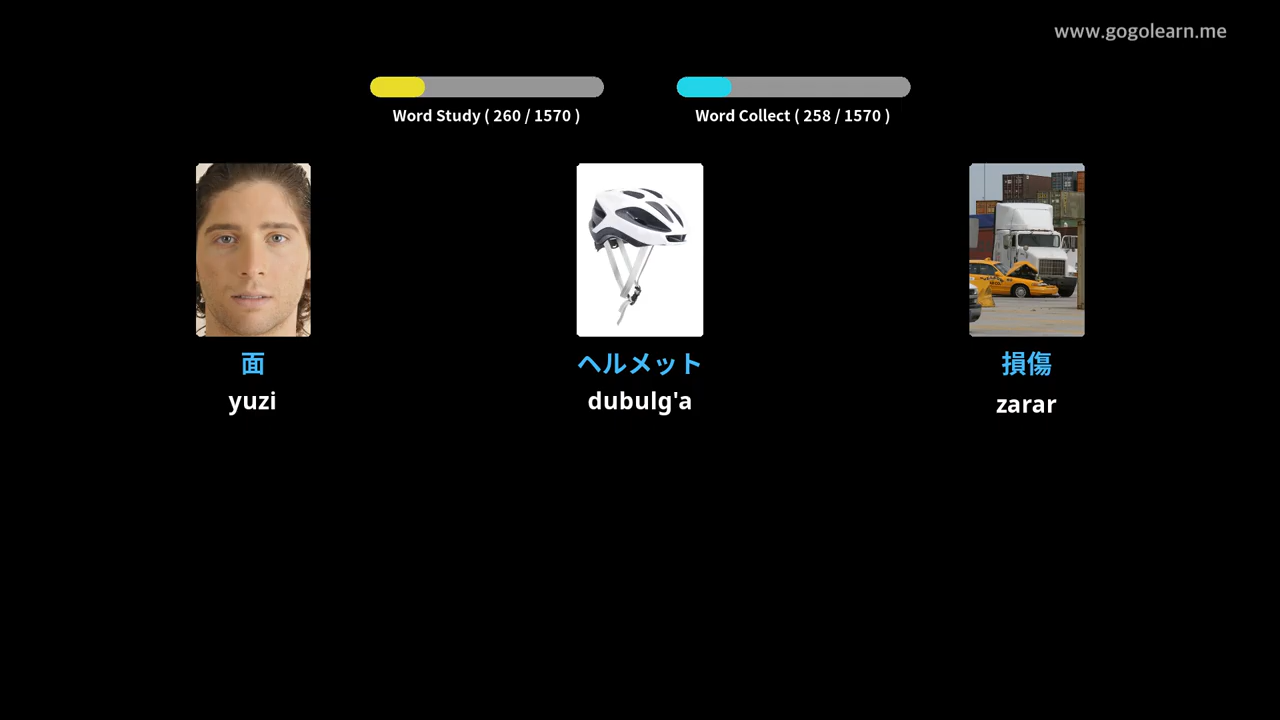 www.gogolearn.me
Word Study ( 260 / 1570 )
Word Collect ( 258 / 1570 )
面
ヘルメット
損傷
yuzi
dubulg'a
zarar